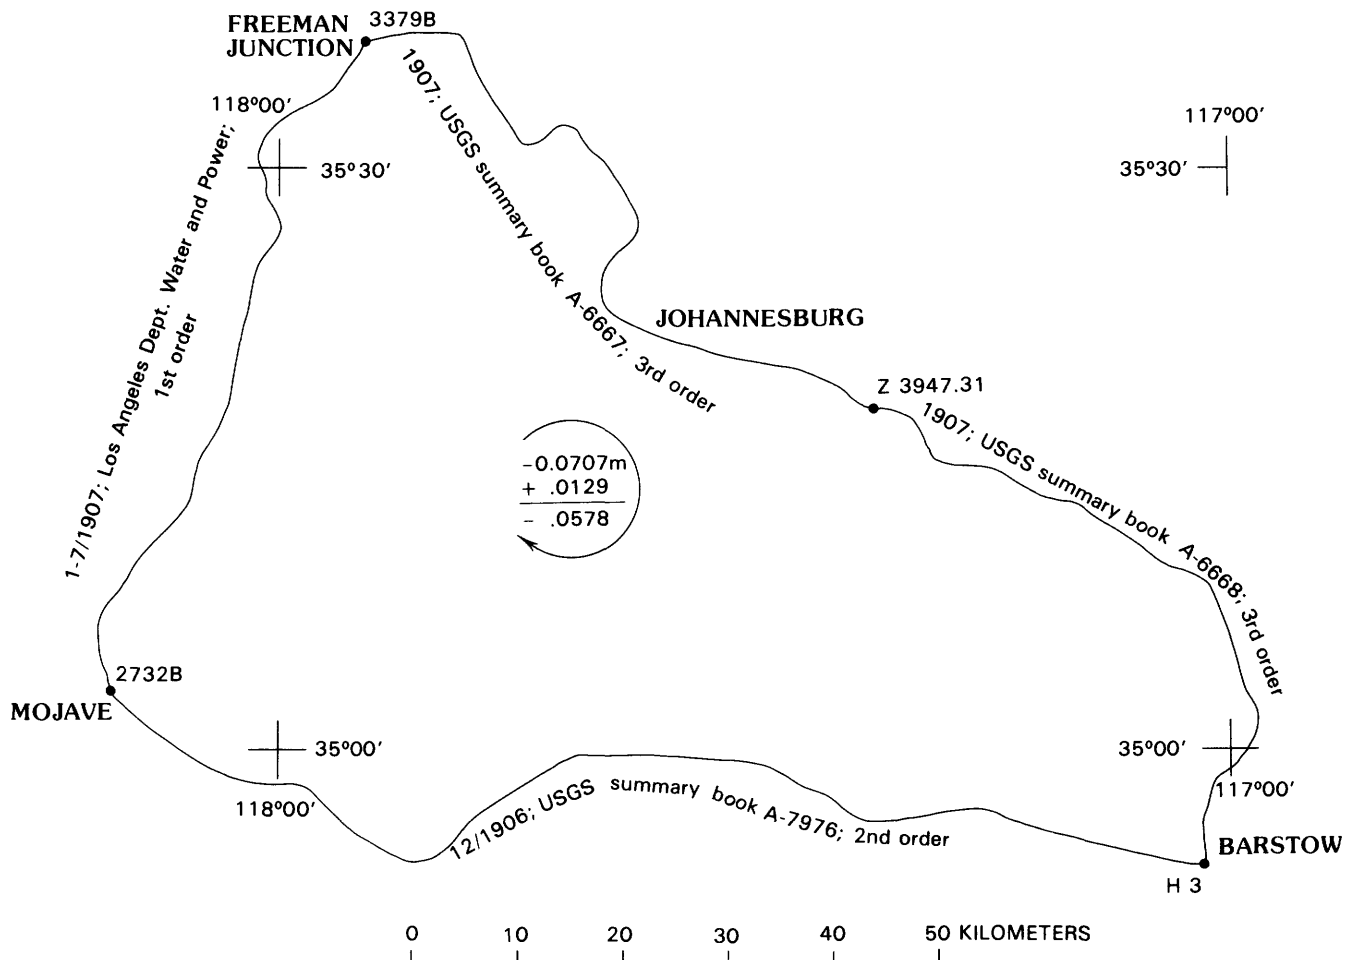 FREEMAN
JUNCTION
3379B
118°00′
117°00′
35°30′
35°30′
1907; USGS summary book A-6667; 3rd order
1-7/1907; Los Angeles Dept. Water and Power;
1st order
JOHANNESBURG
Z 3947.31
1907; USGS summary book A-6668; 3rd order
−0.0707m
+ .0129
− .0578
2732B
MOJAVE
35°00′
35°00′
118°00′
117°00′
12/1906; USGS summary book A-7976; 2nd order
BARSTOW
H 3
0 10 20 30 40 50 KILOMETERS